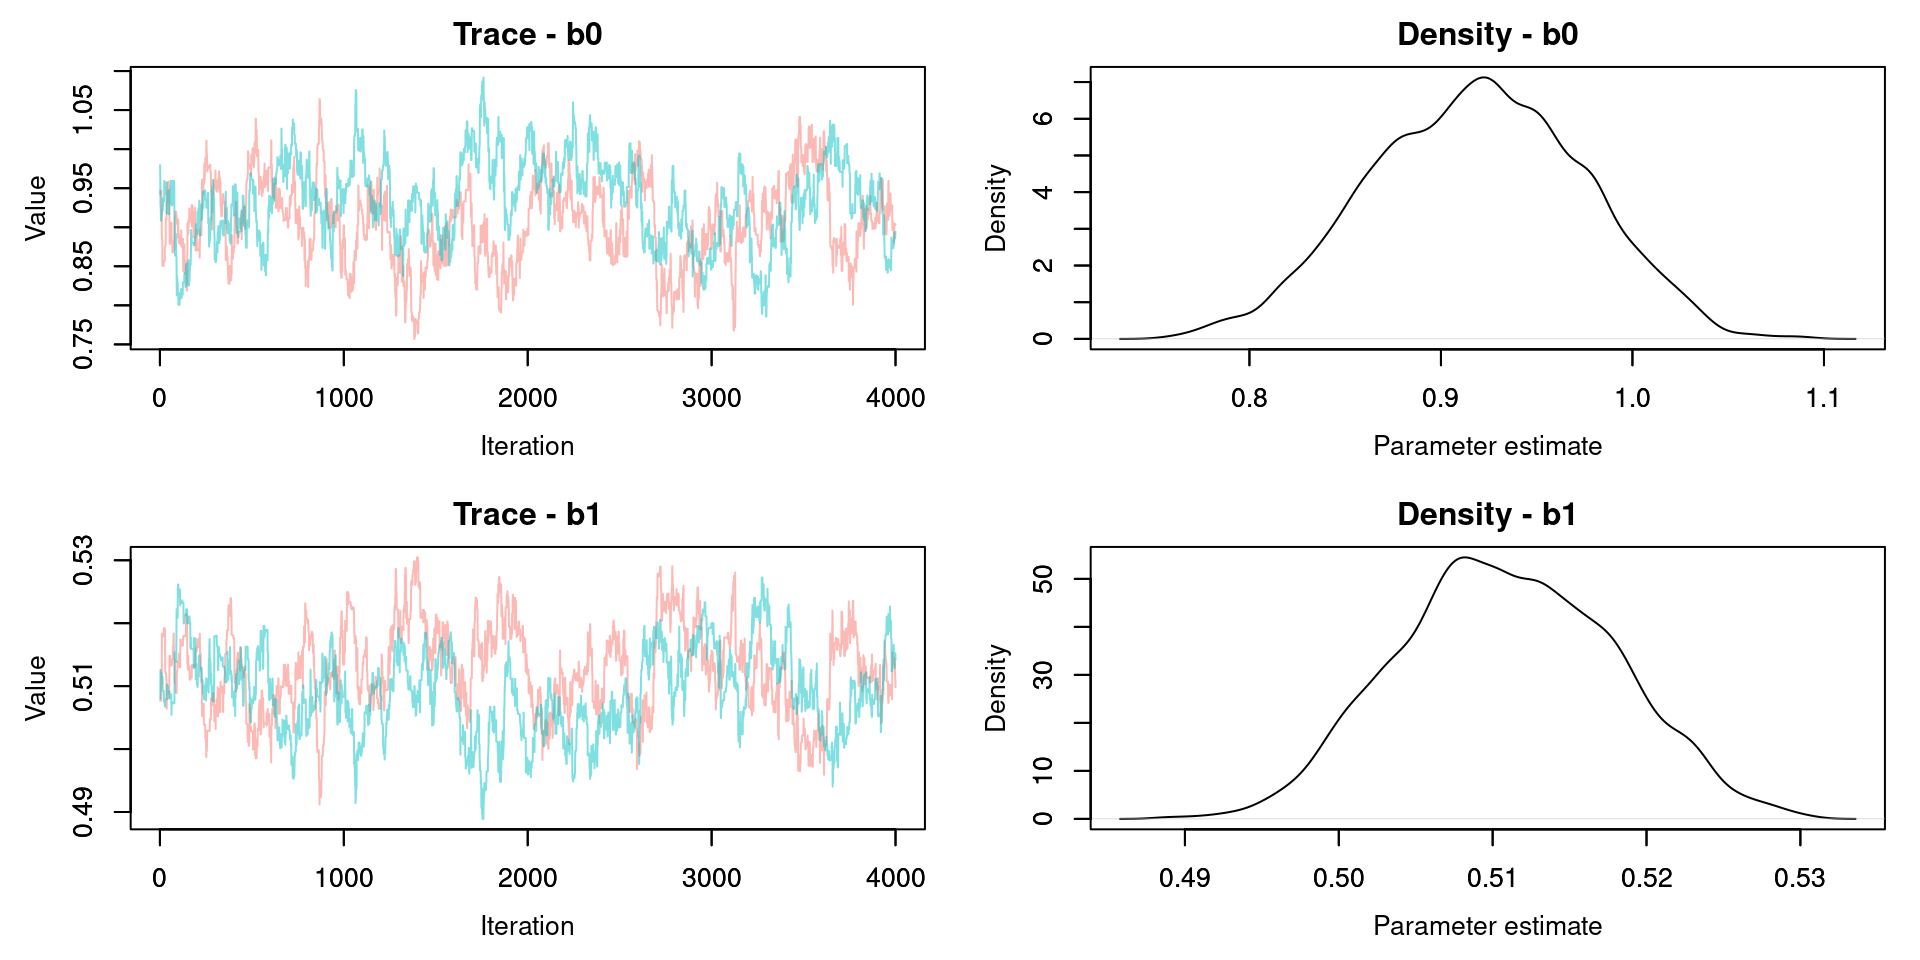 Trace - b0
Value
0.75 0.85 0.95 1.05
0 1000 2000 3000 4000
Iteration
Density - b0
Density
0 2 4 6
0.8 0.9 1.0 1.1
Parameter estimate
Trace - b1
Value
0.49 0.51 0.53
0 1000 2000 3000 4000
Iteration
Density - b1
Density
0 10 30 50
0.49 0.50 0.51 0.52 0.53
Parameter estimate